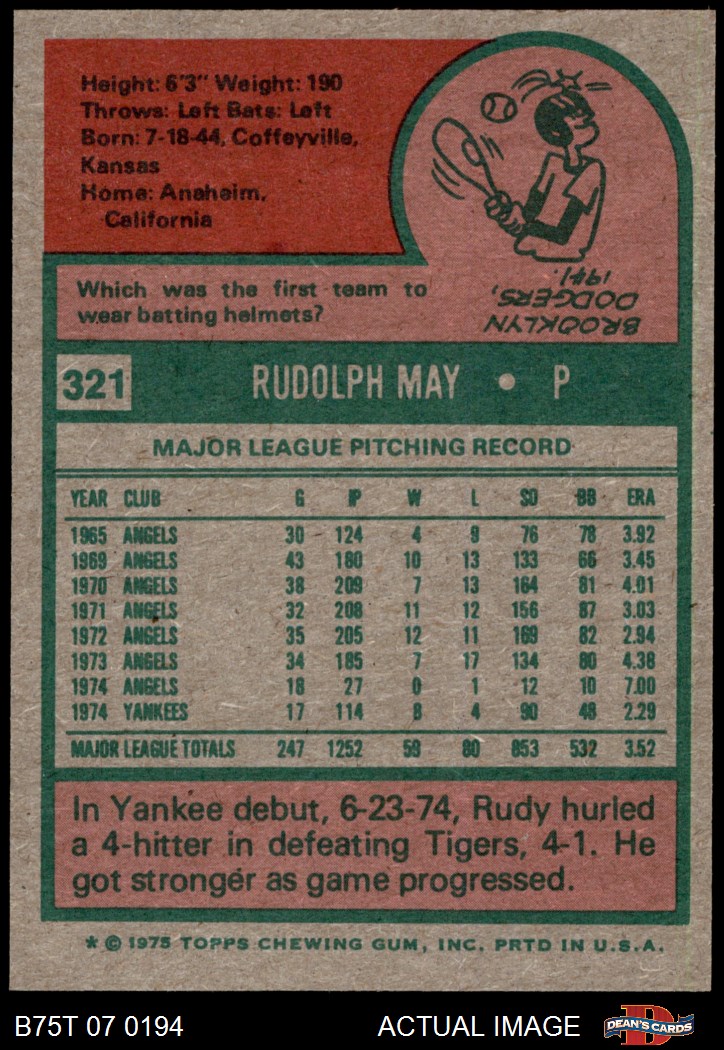 Height: 6'3" Weight: 190
Throws: Left Bats: Left
Born: 7-18-44, Coffeyville,
Kansas
Home: Anaheim,
California
Which was the first team to
wear batting helmets?
BROOKLYN
DODGERS,
1941.
321 RUDOLPH MAY • P
MAJOR LEAGUE PITCHING RECORD
YEAR CLUB G IP W L SO BB ERA
1965 ANGELS 30 124 4 9 76 78 3.92
1969 ANGELS 43 180 10 13 133 66 3.45
1970 ANGELS 38 209 7 13 164 81 4.01
1971 ANGELS 32 208 11 12 156 87 3.03
1972 ANGELS 35 205 12 11 169 82 2.94
1973 ANGELS 34 185 7 17 134 80 4.38
1974 ANGELS 18 27 0 1 12 10 7.00
1974 YANKEES 17 114 8 4 90 48 2.29
MAJOR LEAGUE TOTALS 247 1252 59 80 853 532 3.52
In Yankee debut, 6-23-74, Rudy hurled
a 4-hitter in defeating Tigers, 4-1. He
got stronger as game progressed.
* © 1975 TOPPS CHEWING GUM, INC. PRTD IN U.S.A.
B75T 07 0194 ACTUAL IMAGE
D
DEAN'S CARDS